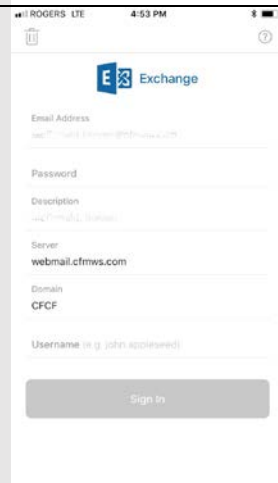 ROGERS LTE 4:53 PM
Exchange
Email Address
Password
Description
Server
webmail.cfmws.com
Domain
CFCF
Username (e.g. john appleseed)
Sign In